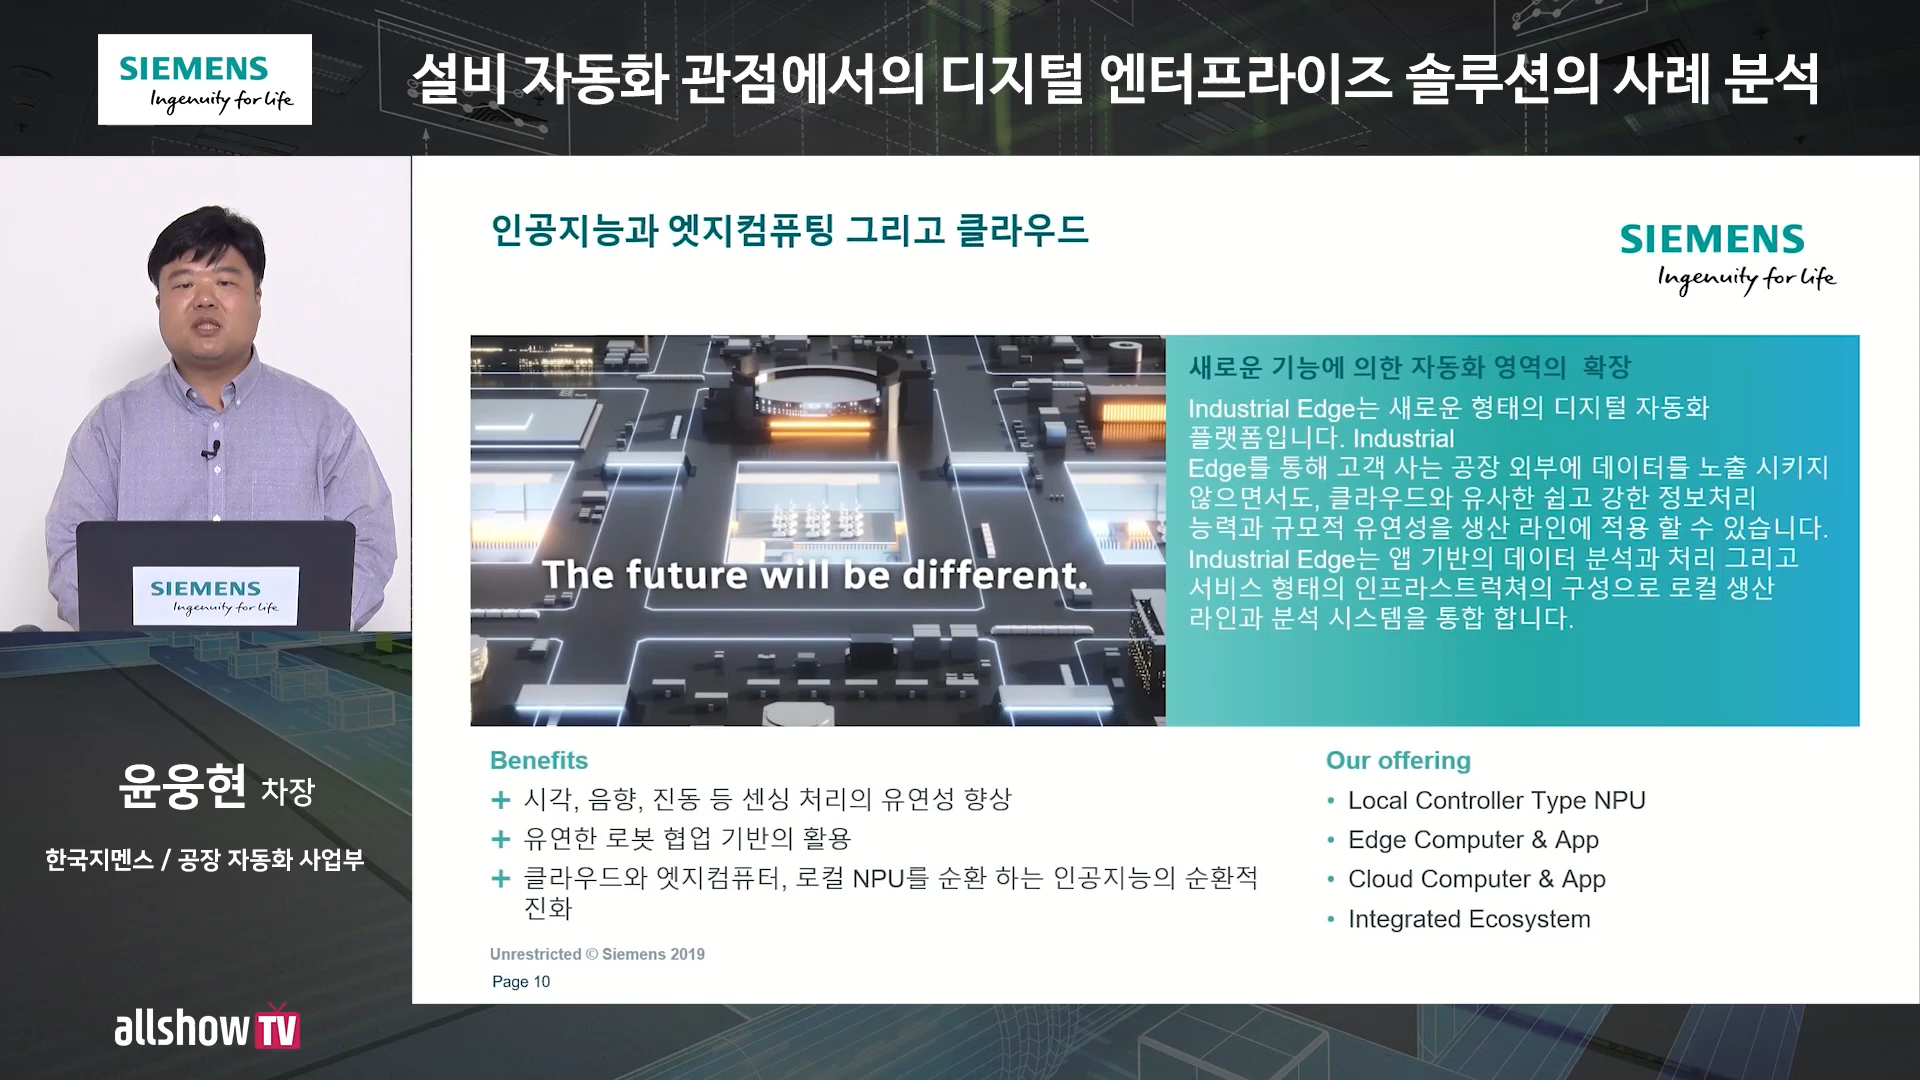 SIEMENS
Ingenuity for life
설비 자동화 관점에서의 디지털 엔터프라이즈 솔루션의 사례 분석
인공지능과 엣지컴퓨팅 그리고 클라우드
SIEMENS
Ingenuity for life
The future will be different.
새로운 기능에 의한 자동화 영역의 확장
Industrial Edge는 새로운 형태의 디지털 자동화
플랫폼입니다. Industrial
Edge를 통해 고객 사는 공장 외부에 데이터를 노출 시키지
않으면서도, 클라우드와 유사한 쉽고 강한 정보처리
능력과 규모적 유연성을 생산 라인에 적용 할 수 있습니다.
Industrial Edge는 앱 기반의 데이터 분석과 처리 그리고
서비스 형태의 인프라스트럭쳐의 구성으로 로컬 생산
라인과 분석 시스템을 통합 합니다.
Benefits
+ 시각, 음향, 진동 등 센싱 처리의 유연성 향상
+ 유연한 로봇 협업 기반의 활용
+ 클라우드와 엣지컴퓨터, 로컬 NPU를 순환 하는 인공지능의 순환적
진화
Our offering
• Local Controller Type NPU
• Edge Computer & App
• Cloud Computer & App
• Integrated Ecosystem
Unrestricted © Siemens 2019
Page 10
SIEMENS
Ingenuity for life
윤웅현 차장
한국지멘스 / 공장 자동화 사업부
allshow TV